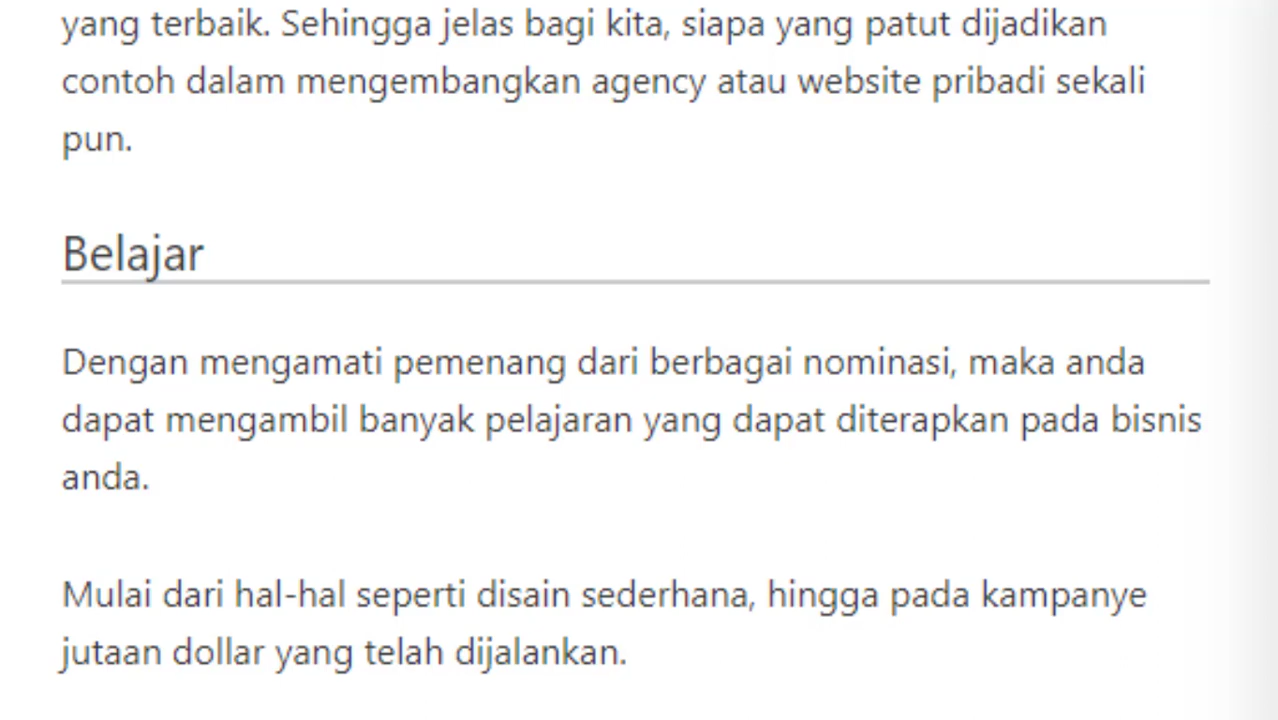 yang terbaik. Sehingga jelas bagi kita, siapa yang patut dijadikan
contoh dalam mengembangkan agency atau website pribadi sekali
pun.
Belajar
Dengan mengamati pemenang dari berbagai nominasi, maka anda
dapat mengambil banyak pelajaran yang dapat diterapkan pada bisnis
anda.
Mulai dari hal-hal seperti disain sederhana, hingga pada kampanye
jutaan dollar yang telah dijalankan.